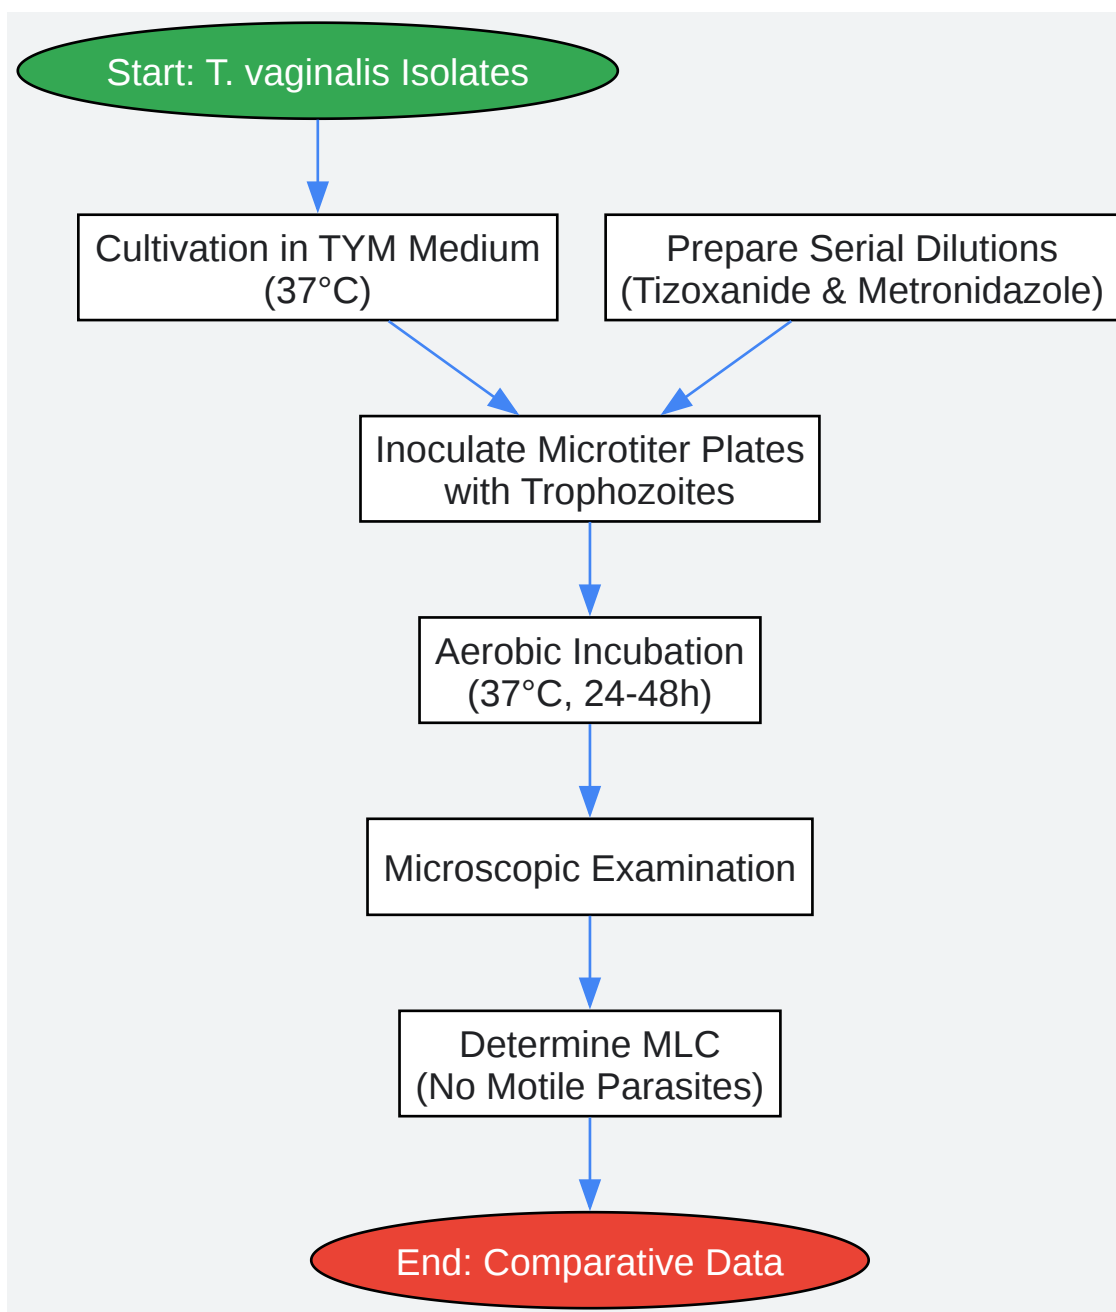 Start: T. vaginalis Isolates
Cultivation in TYM Medium
(37°C)
Prepare Serial Dilutions
(Tizoxanide & Metronidazole)
Inoculate Microtiter Plates
with Trophozoites
Aerobic Incubation
(37°C, 24-48h)
Microscopic Examination
Determine MLC
(No Motile Parasites)
End: Comparative Data